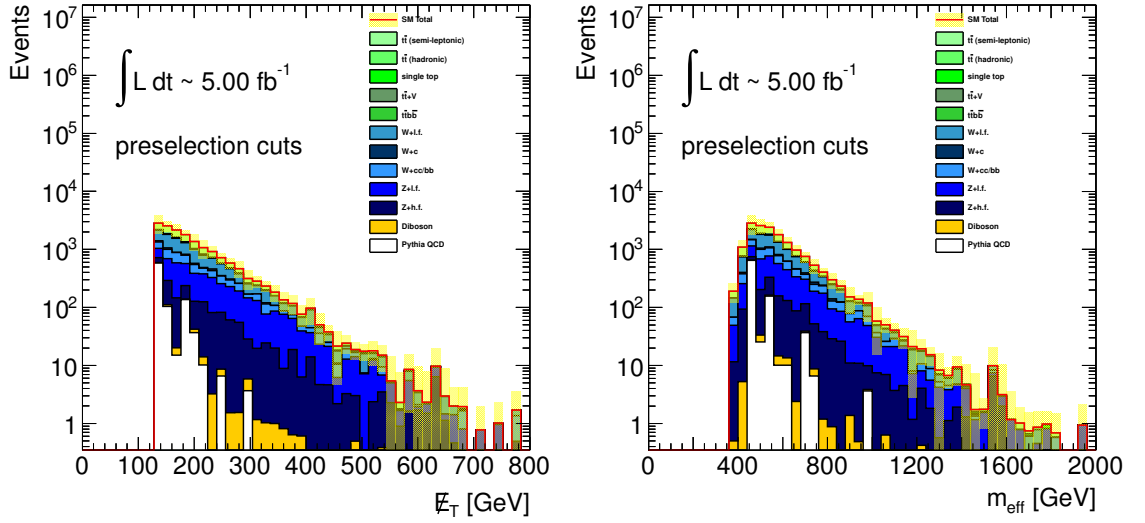 Events
10⁷
10⁶
10⁵
10⁴
10³
10²
10
1
∫ L dt ~ 5.00 fb⁻¹
preselection cuts
SM Total
tt̄ (semi-leptonic)
tt̄ (hadronic)
single top
tt̄+V
tt̄bb̄
W+l.f.
W+c
W+cc/bb
Z+l.f.
Z+h.f.
Diboson
Pythia QCD
0 100 200 300 400 500 600 700 800
E̸_T [GeV]
Events
10⁷
10⁶
10⁵
10⁴
10³
10²
10
1
∫ L dt ~ 5.00 fb⁻¹
preselection cuts
SM Total
tt̄ (semi-leptonic)
tt̄ (hadronic)
single top
tt̄+V
tt̄bb̄
W+l.f.
W+c
W+cc/bb
Z+l.f.
Z+h.f.
Diboson
Pythia QCD
0 400 800 1200 1600 2000
m_eff [GeV]